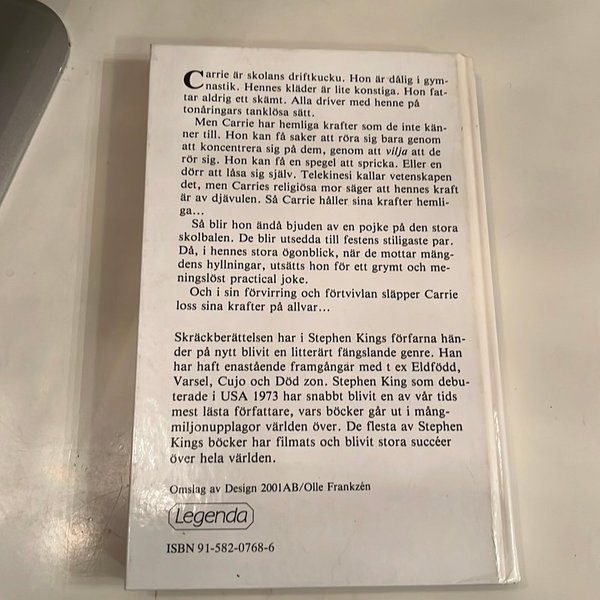 Carrie är skolans driftkucku. Hon är dålig i gym-
nastik. Hennes kläder är lite konstiga. Hon fat-
tar aldrig ett skämt. Alla driver med henne på
tonåringars tanklösa sätt.
Men Carrie har hemliga krafter som de inte kän-
ner till. Hon kan få saker att röra sig bara genom
att koncentrera sig på dem, genom att vilja att de
rör sig. Hon kan få en spegel att spricka. Eller en
dörr att låsa sig själv. Telekinesi kallar vetenskapen
det, men Carries religiösa mor säger att hennes kraft
är av djävulen. Så Carrie håller sina krafter hemli-
ga...
Så blir hon ändå bjuden av en pojke på den stora
skolbalen. De blir utsedda till festens stiligaste par.
Då, i hennes stora ögonblick, när de mottar mäng-
dens hyllningar, utsätts hon för ett grymt och me-
ningslöst practical joke.
Och i sin förvirring och förtvivlan släpper Carrie
loss sina krafter på allvar...
Skräckberättelsen har i Stephen Kings förfarna hän-
der på nytt blivit en litterärt fängslande genre. Han
har haft enastående framgångar med t ex Eldfödd,
Varsel, Cujo och Död zon. Stephen King som debu-
terade i USA 1973 har snabbt blivit en av vår tids
mest lästa författare, vars böcker går ut i mång-
miljonupplagor världen över. De flesta av Stephen
Kings böcker har filmats och blivit stora succéer
över hela världen.
Omslag av Design 2001AB/Olle Frankzén
Legenda
ISBN 91-582-0768-6